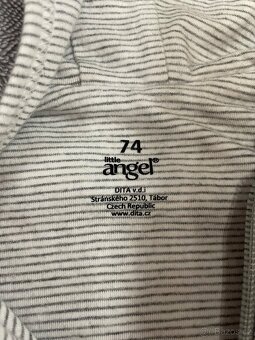 74
little
angel®
DITA v.d.i
Stránského 2510, Tábor
Czech Republic
www.dita.cz